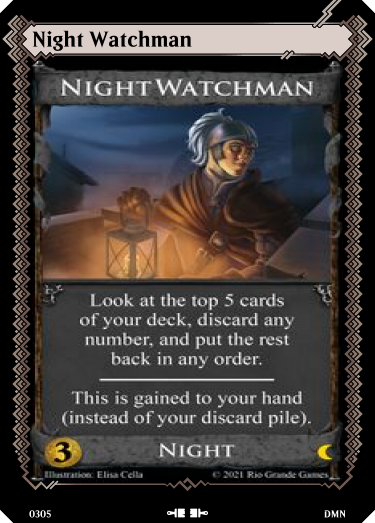 Night Watchman
NIGHT WATCHMAN
Look at the top 5 cards
of your deck, discard any
number, and put the rest
back in any order.
This is gained to your hand
(instead of your discard pile).
3 NIGHT
Illustration: Elisa Cella © 2021 Rio Grande Games
0305 DMN